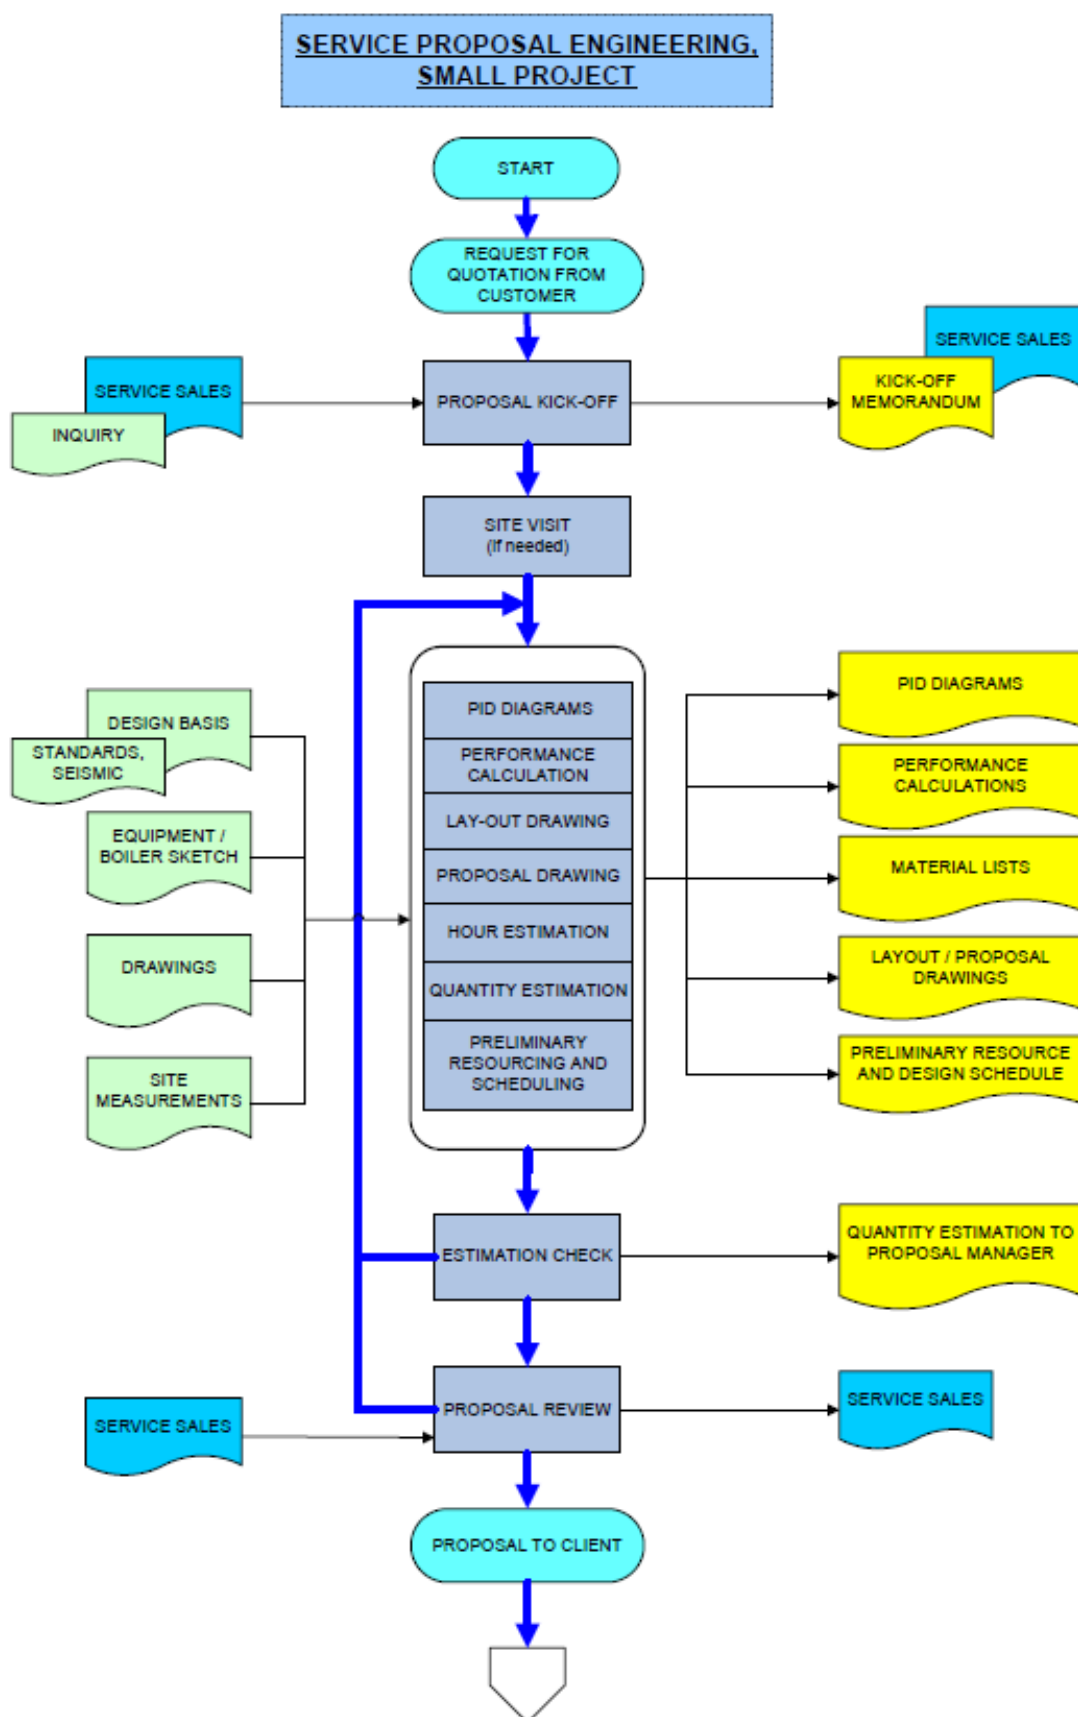 SERVICE PROPOSAL ENGINEERING,
SMALL PROJECT
START
REQUEST FOR
QUOTATION FROM
CUSTOMER
SERVICE SALES
INQUIRY
PROPOSAL KICK-OFF
SERVICE SALES
KICK-OFF
MEMORANDUM
SITE VISIT
(If needed)
DESIGN BASIS
STANDARDS,
SEISMIC
EQUIPMENT /
BOILER SKETCH
DRAWINGS
SITE
MEASUREMENTS
PID DIAGRAMS
PERFORMANCE
CALCULATION
LAY-OUT DRAWING
PROPOSAL DRAWING
HOUR ESTIMATION
QUANTITY ESTIMATION
PRELIMINARY
RESOURCING AND
SCHEDULING
PID DIAGRAMS
PERFORMANCE
CALCULATIONS
MATERIAL LISTS
LAYOUT / PROPOSAL
DRAWINGS
PRELIMINARY RESOURCE
AND DESIGN SCHEDULE
ESTIMATION CHECK
QUANTITY ESTIMATION TO
PROPOSAL MANAGER
SERVICE SALES
PROPOSAL REVIEW
SERVICE SALES
PROPOSAL TO CLIENT